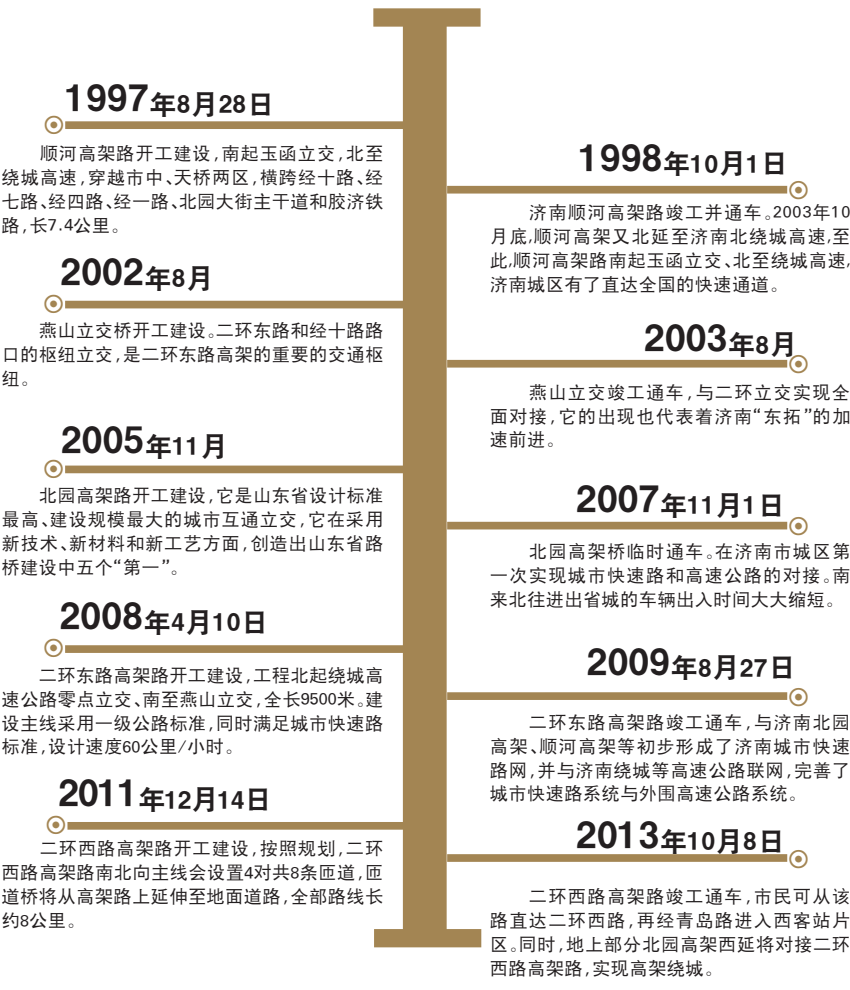 1997年8月28日
顺河高架路开工建设,南起玉函立交,北至
绕城高速,穿越市中、天桥两区,横跨经十路、经
七路、经四路、经一路、北园大街主干道和胶济铁
路,长7.4公里。
1998年10月1日
济南顺河高架路竣工并通车。2003年10
月底,顺河高架又北延至济南北绕城高速,至
此,顺河高架路南起玉函立交、北至绕城高速,
济南城区有了直达全国的快速通道。
2002年8月
燕山立交桥开工建设。二环东路和经十路路
口的枢纽立交,是二环东路高架的重要的交通枢
纽。
2003年8月
燕山立交竣工通车,与二环立交实现全
面对接,它的出现也代表着济南“东拓”的加
速前进。
2005年11月
北园高架路开工建设,它是山东省设计标准
最高、建设规模最大的城市互通立交,它在采用
新技术、新材料和新工艺方面,创造出山东省路
桥建设中五个“第一”。
2007年11月1日
北园高架桥临时通车。在济南市城区第
一次实现城市快速路和高速公路的对接。南
来北往进出省城的车辆出入时间大大缩短。
2008年4月10日
二环东路高架路开工建设,工程北起绕城高
速公路零点立交、南至燕山立交,全长9500米。建
设主线采用一级公路标准,同时满足城市快速路
标准,设计速度60公里/小时。
2009年8月27日
二环东路高架路竣工通车,与济南北园
高架、顺河高架等初步形成了济南城市快速
路网,并与济南绕城等高速公路联网,完善了
城市快速路系统与外围高速公路系统。
2011年12月14日
二环西路高架路开工建设,按照规划,二环
西路高架路南北向主线会设置4对共8条匝道,匝
道桥将从高架路上延伸至地面道路,全部路线长
约8公里。
2013年10月8日
二环西路高架路竣工通车,市民可从该
路直达二环西路,再经青岛路进入西客站片
区。同时,地上部分北园高架西延将对接二环
西路高架路,实现高架绕城。